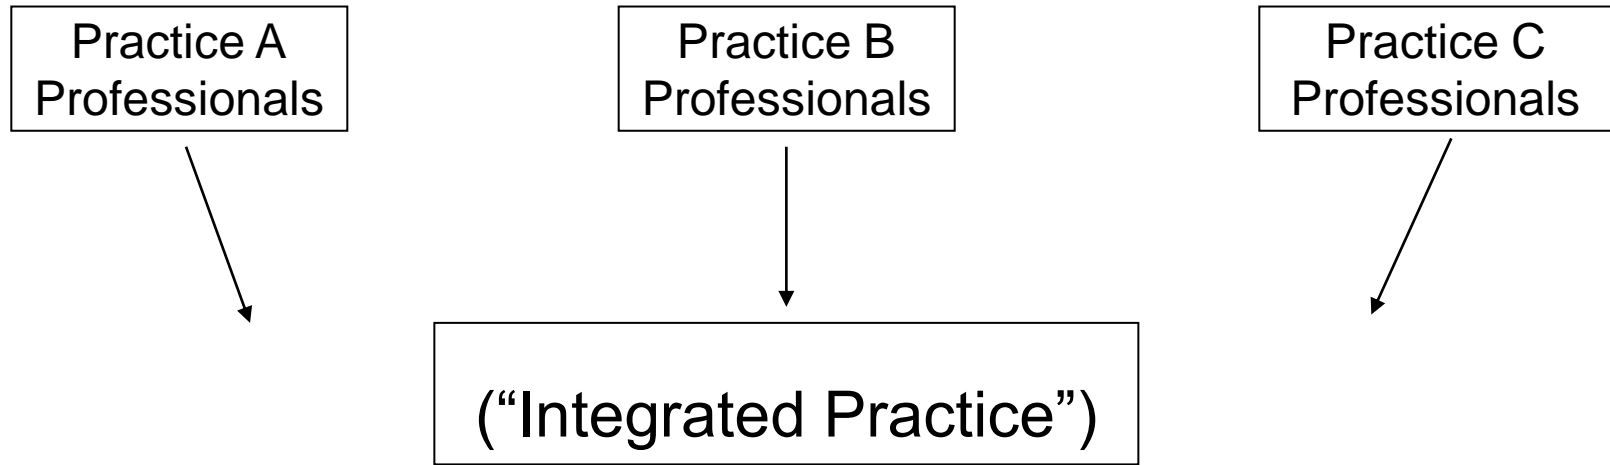 Practice A
Professionals
Practice B
Professionals
Practice C
Professionals
(“Integrated Practice”)